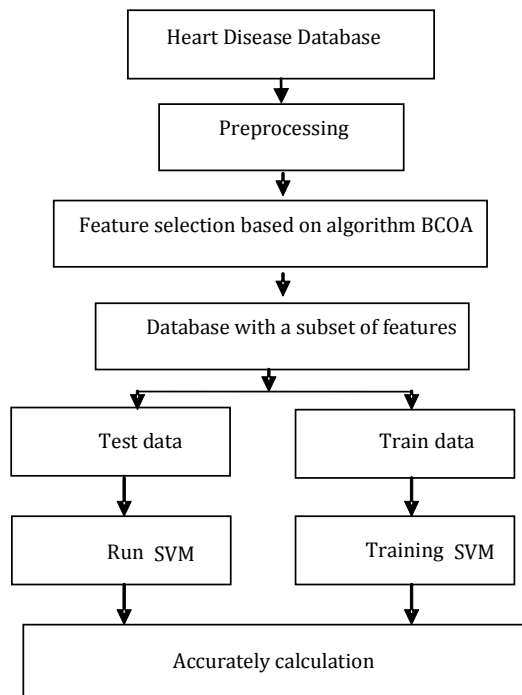 Heart Disease Database
Preprocessing
Feature selection based on algorithm BCOA
Database with a subset of features
Test data
Train data
Run SVM
Training SVM
Accurately calculation